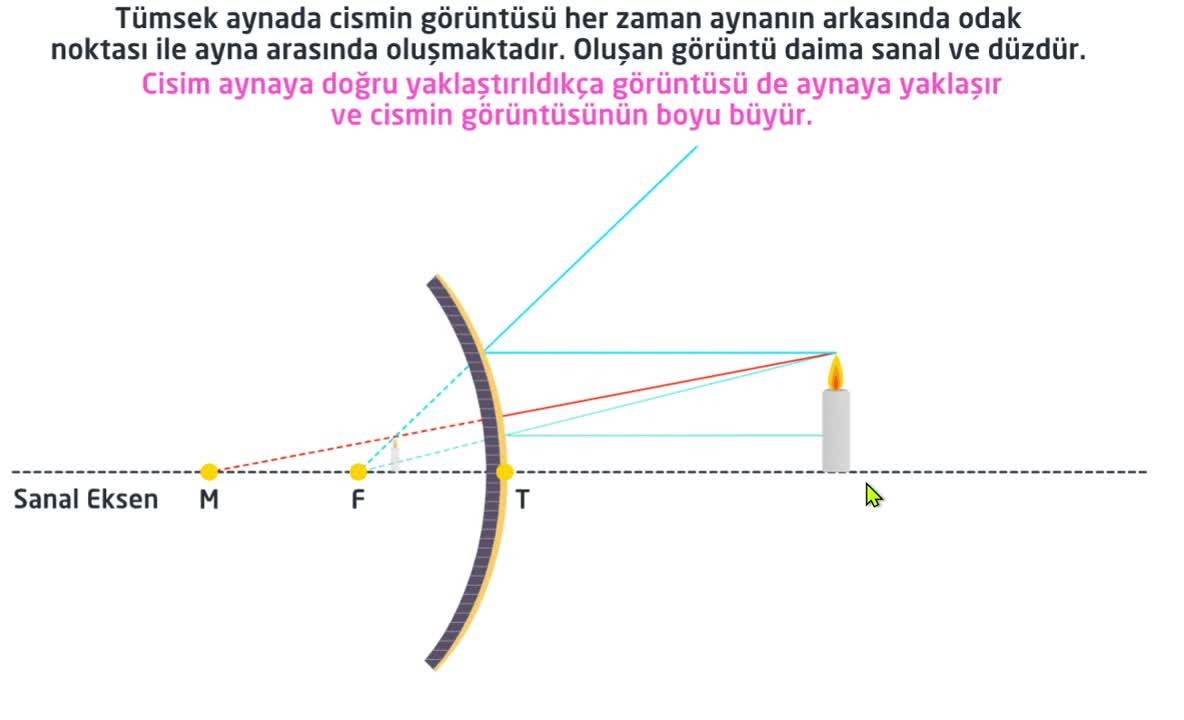 Tümsek aynada cismin görüntüsü her zaman aynanın arkasında odak
noktası ile ayna arasında oluşmaktadır. Oluşan görüntü daima sanal ve düzdür.
Cisim aynaya doğru yaklaştırıldıkça görüntüsü de aynaya yaklaşır
ve cismin görüntüsünün boyu büyür.
Sanal Eksen M F T